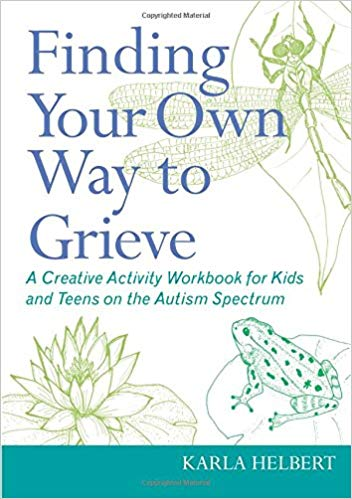 Copyrighted Material
Finding
Your Own
Way to
Grieve
A Creative Activity Workbook for Kids
and Teens on the Autism Spectrum
KARLA HELBERT
Copyrighted Material